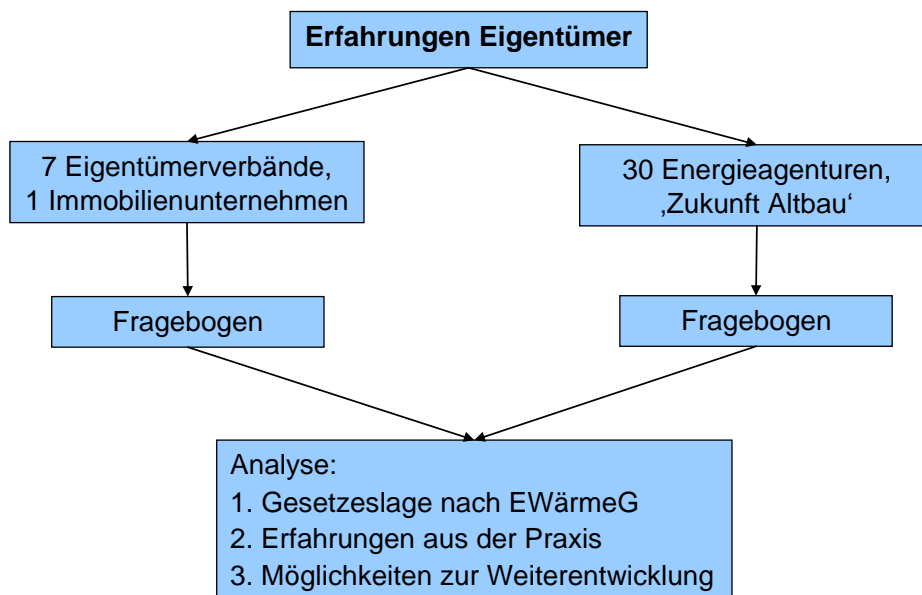 Erfahrungen Eigentümer
7 Eigentümerverbände,
1 Immobilienunternehmen
30 Energieagenturen,
‚Zukunft Altbau‘
Fragebogen
Fragebogen
Analyse:
1. Gesetzeslage nach EWärmeG
2. Erfahrungen aus der Praxis
3. Möglichkeiten zur Weiterentwicklung